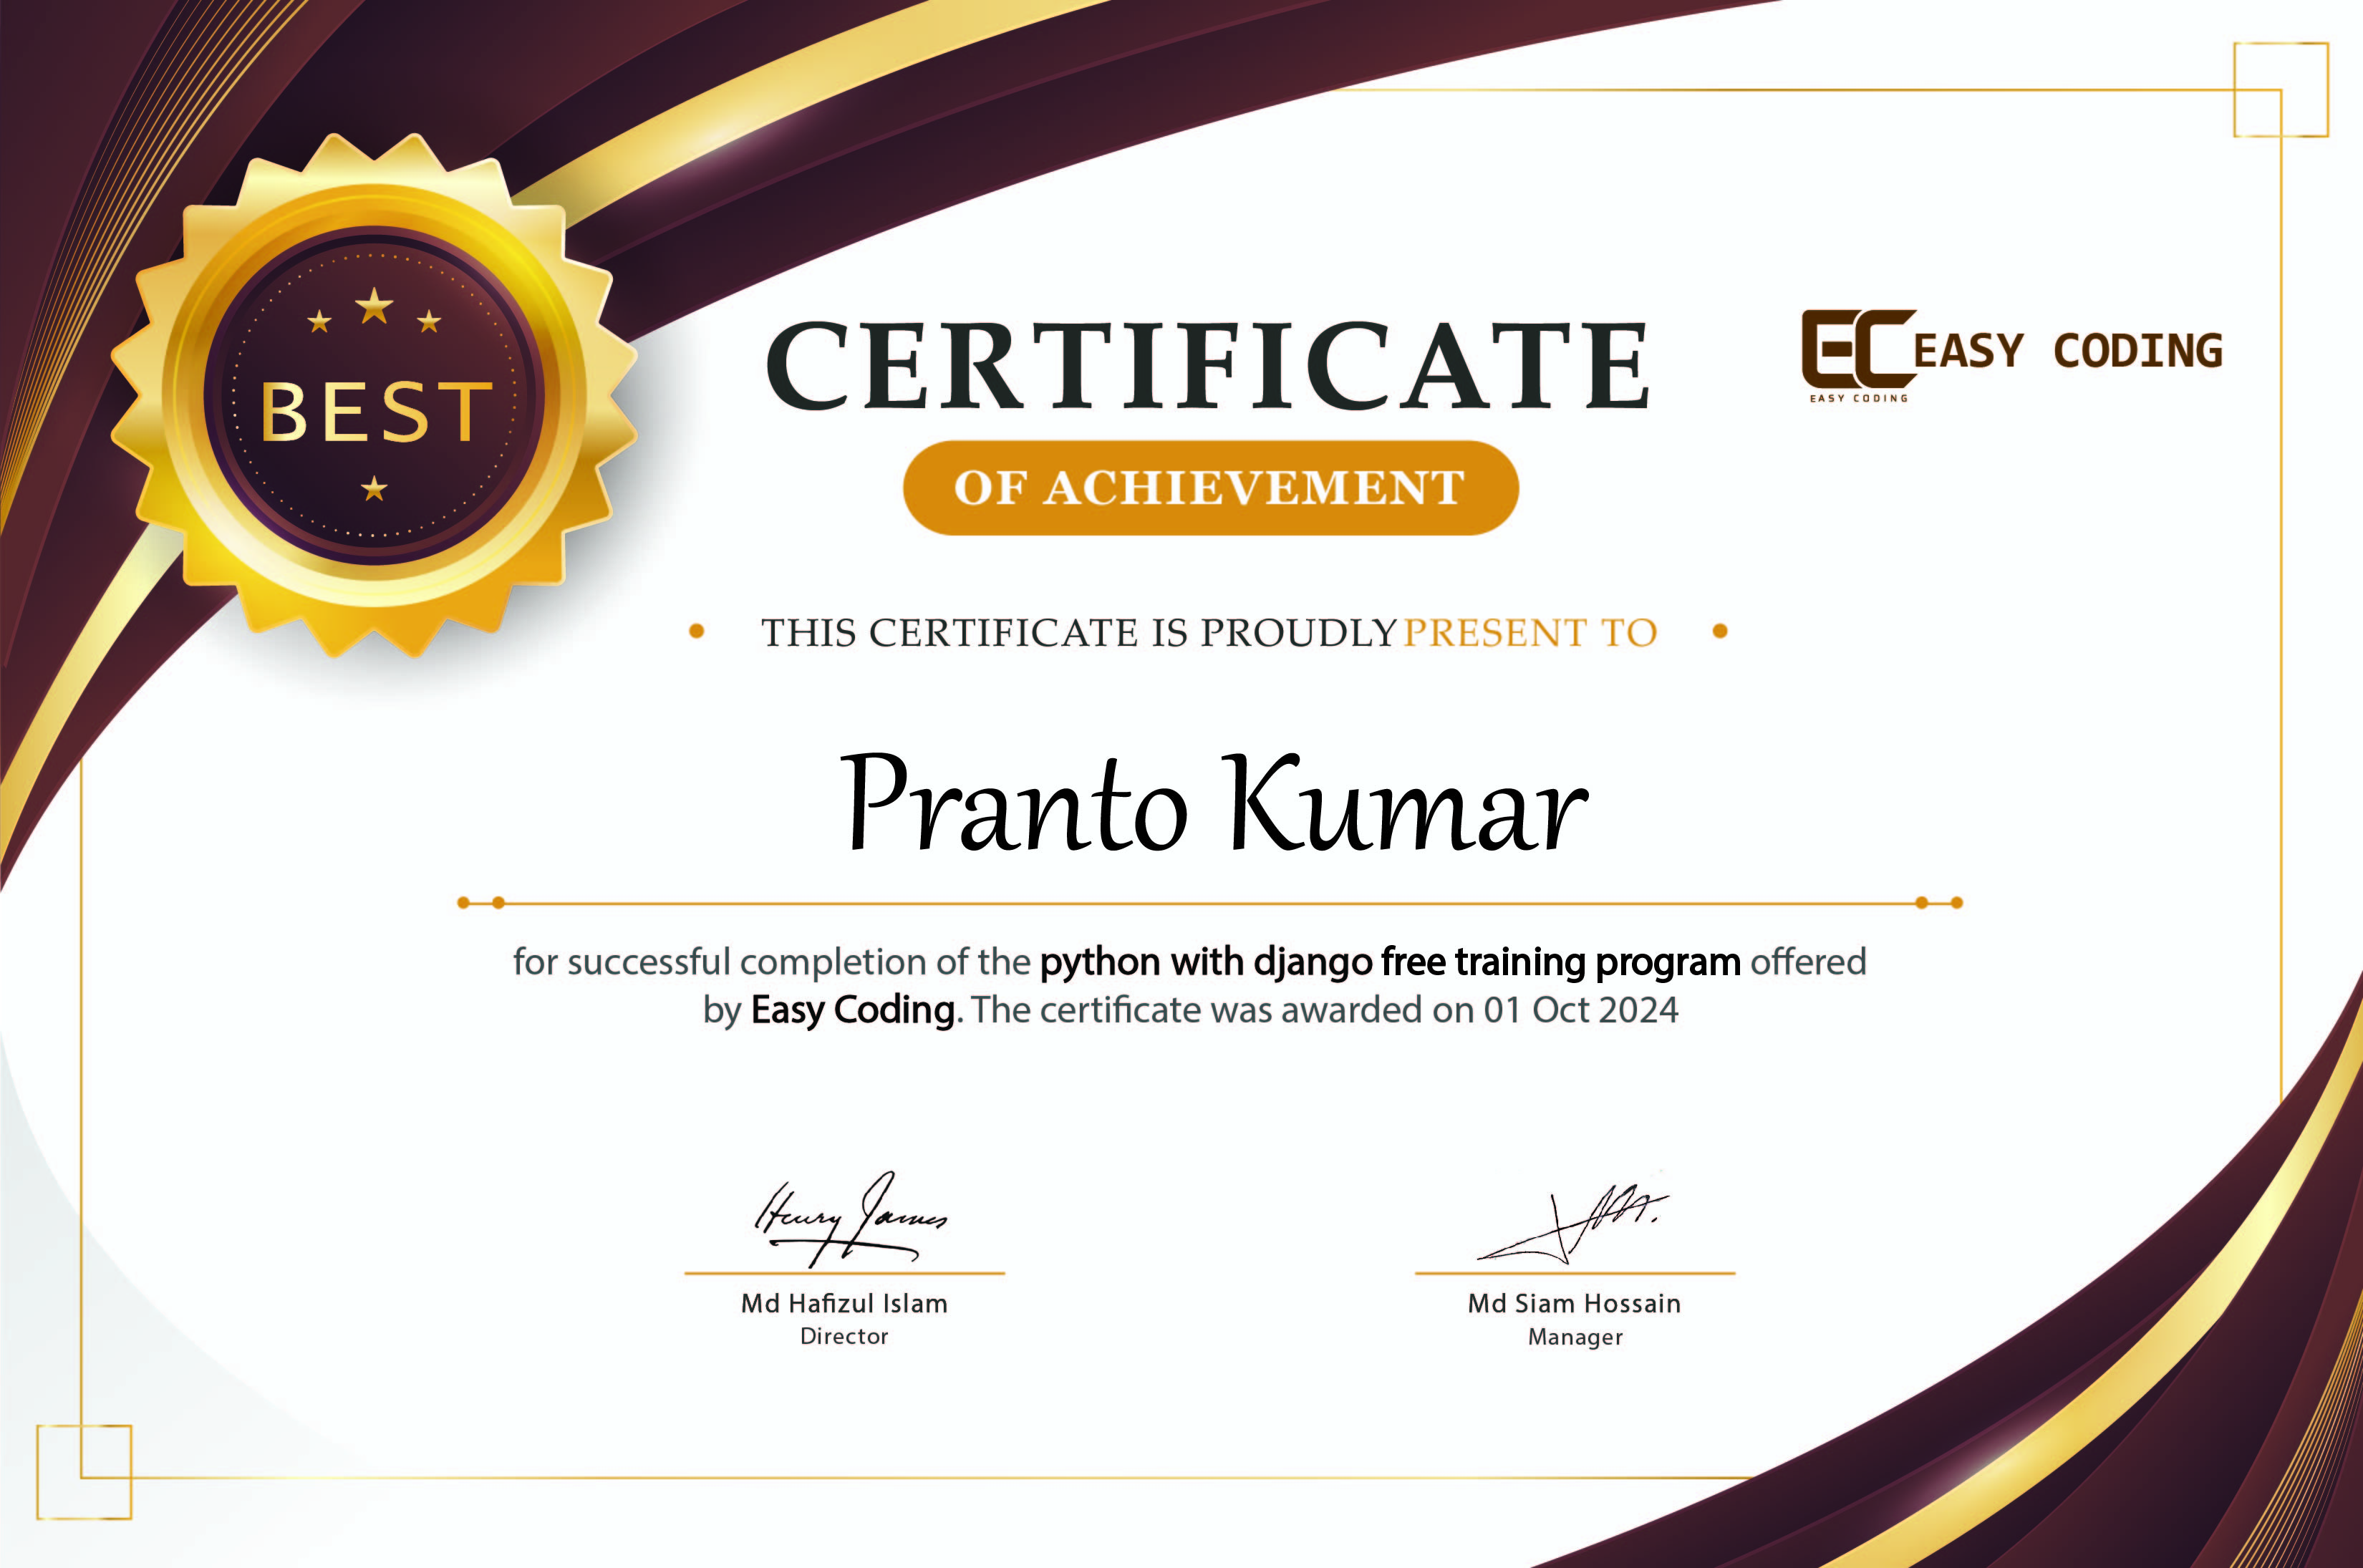 BEST
CERTIFICATE
EC EASY CODING
EASY CODING
OF ACHIEVEMENT
THIS CERTIFICATE IS PROUDLY PRESENT TO
Pranto Kumar
for successful completion of the python with django free training program offered
by Easy Coding. The certificate was awarded on 01 Oct 2024
Henry James
Md Hafizul Islam
Director
Md Siam Hossain
Manager